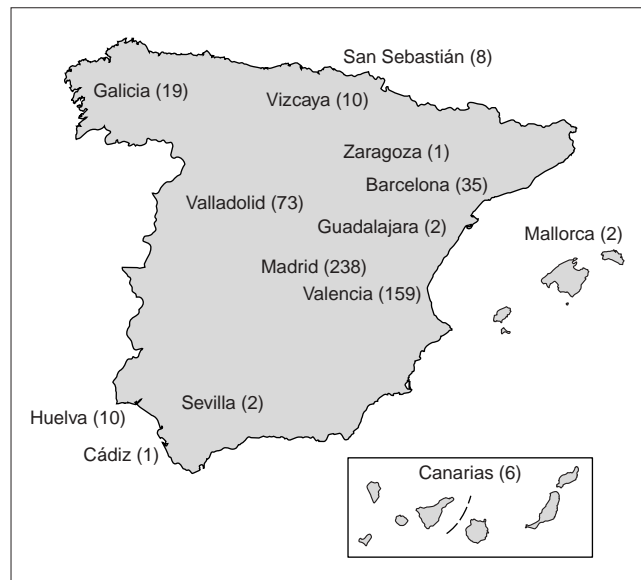 San Sebastián (8)
Galicia (19)
Vizcaya (10)
Zaragoza (1)
Barcelona (35)
Valladolid (73)
Guadalajara (2)
Mallorca (2)
Madrid (238)
Valencia (159)
Sevilla (2)
Huelva (10)
Cádiz (1)
Canarias (6)